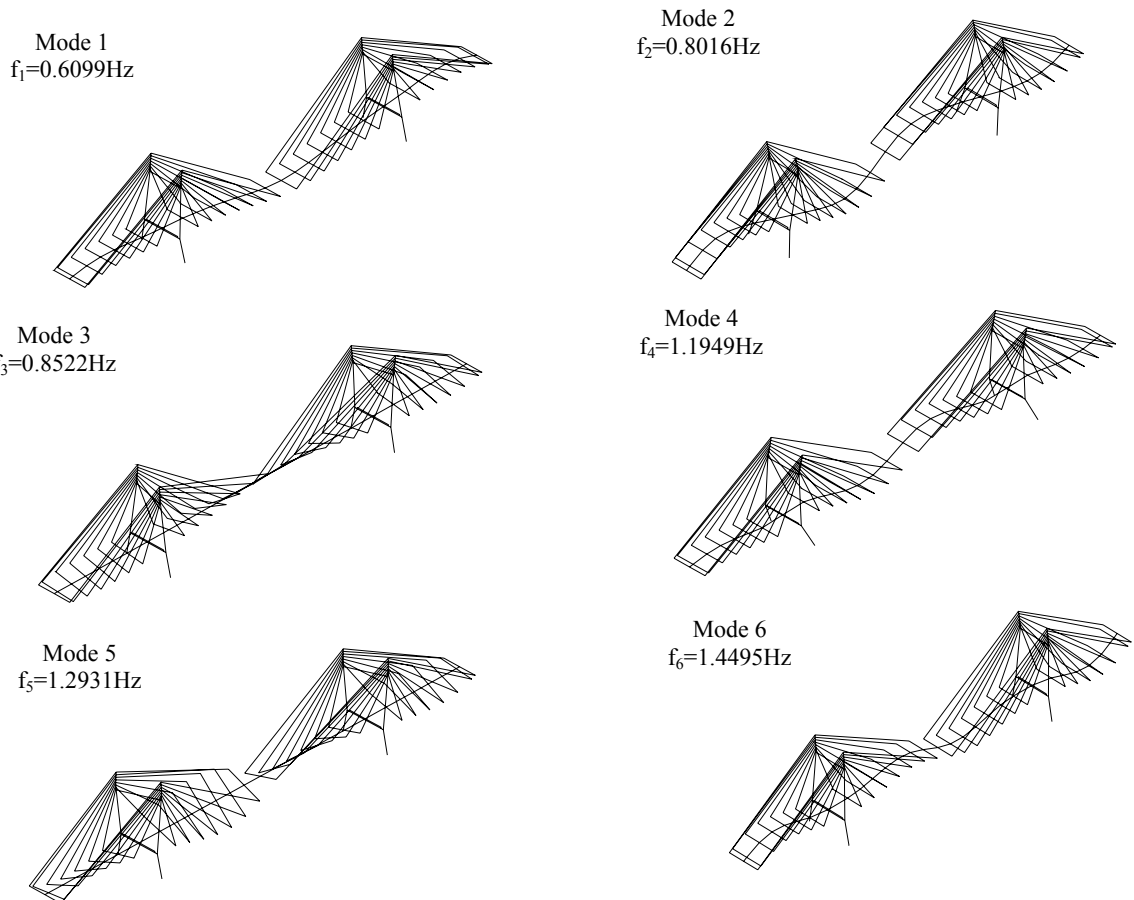 Mode 1
f₁=0.6099Hz
Mode 2
f₂=0.8016Hz
Mode 3
f₃=0.8522Hz
Mode 4
f₄=1.1949Hz
Mode 5
f₅=1.2931Hz
Mode 6
f₆=1.4495Hz